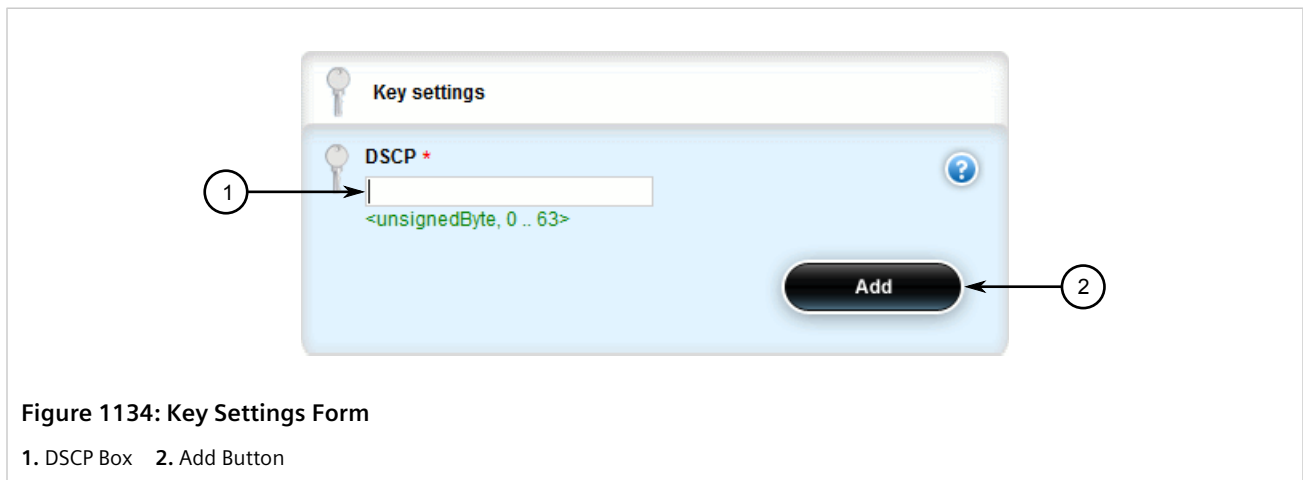 Key settings
DSCP *
?
1
<unsignedByte, 0 .. 63>
Add
2
Figure 1134: Key Settings Form
1. DSCP Box 2. Add Button